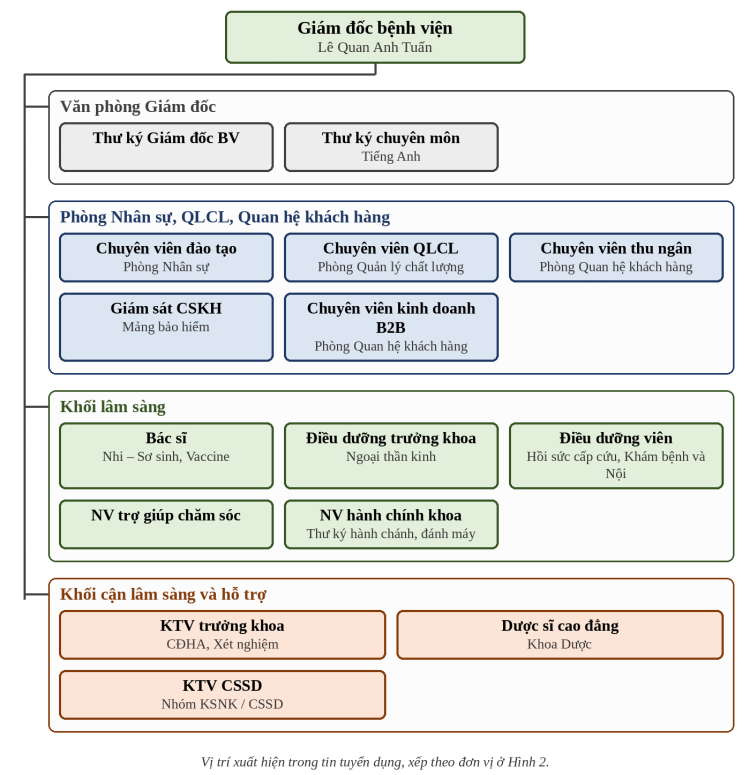 Giám đốc bệnh viện
Lê Quan Anh Tuấn
Văn phòng Giám đốc
Thư ký Giám đốc BV
Thư ký chuyên môn
Tiếng Anh
Phòng Nhân sự, QLCL, Quan hệ khách hàng
Chuyên viên đào tạo
Phòng Nhân sự
Chuyên viên QLCL
Phòng Quản lý chất lượng
Chuyên viên thu ngân
Phòng Quan hệ khách hàng
Giám sát CSKH
Mảng bảo hiểm
Chuyên viên kinh doanh
B2B
Phòng Quan hệ khách hàng
Khối lâm sàng
Bác sĩ
Nhi – Sơ sinh, Vaccine
Điều dưỡng trưởng khoa
Ngoại thần kinh
Điều dưỡng viên
Hồi sức cấp cứu, Khám bệnh và
Nội
NV trợ giúp chăm sóc
NV hành chính khoa
Thư ký hành chánh, đánh máy
Khối cận lâm sàng và hỗ trợ
KTV trưởng khoa
CĐHA, Xét nghiệm
Dược sĩ cao đẳng
Khoa Dược
KTV CSSD
Nhóm KSNK / CSSD
Vị trí xuất hiện trong tin tuyển dụng, xếp theo đơn vị ở Hình 2.